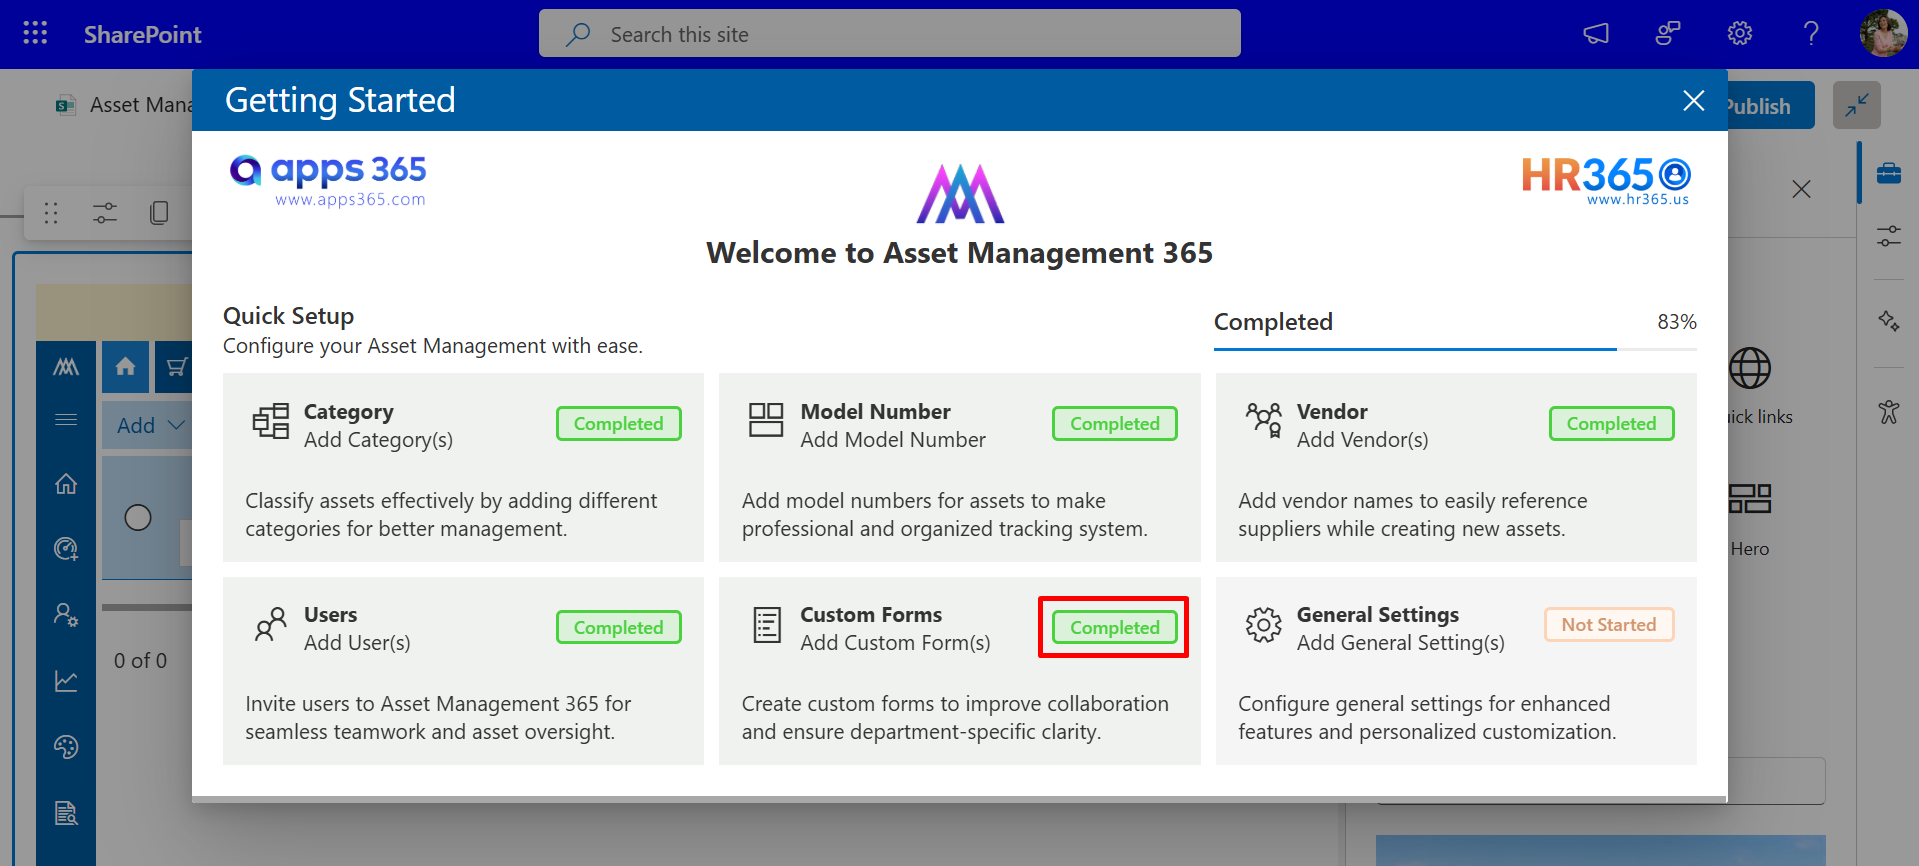 SharePoint
Search this site
Asset Mana
Getting Started
Publish
apps 365
www.apps365.com
HR365
www.hr365.us
Welcome to Asset Management 365
Quick Setup
Configure your Asset Management with ease.
Completed 83%
Category
Add Category(s)
Completed
Classify assets effectively by adding different
categories for better management.
Model Number
Add Model Number
Completed
Add model numbers for assets to make
professional and organized tracking system.
Vendor
Add Vendor(s)
Completed
Add vendor names to easily reference
suppliers while creating new assets.
Users
Add User(s)
Completed
Invite users to Asset Management 365 for
seamless teamwork and asset oversight.
Custom Forms
Add Custom Form(s)
Completed
Create custom forms to improve collaboration
and ensure department-specific clarity.
General Settings
Add General Setting(s)
Not Started
Configure general settings for enhanced
features and personalized customization.
Add
0 of 0
uick links
Hero